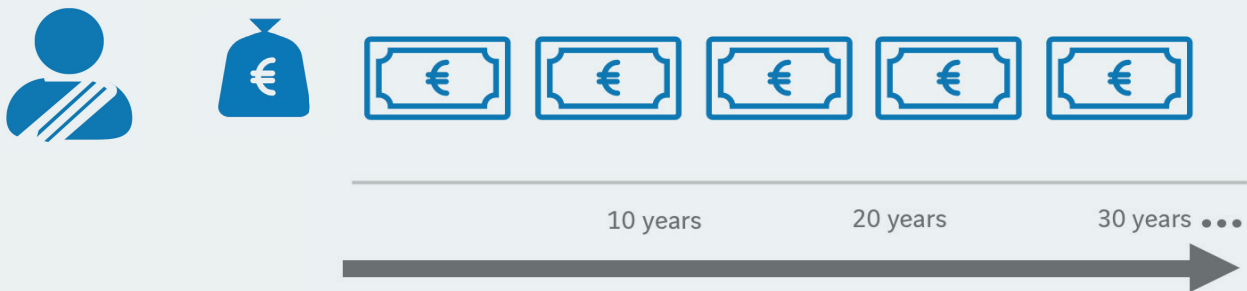 € € € € € €
10 years 20 years 30 years ...